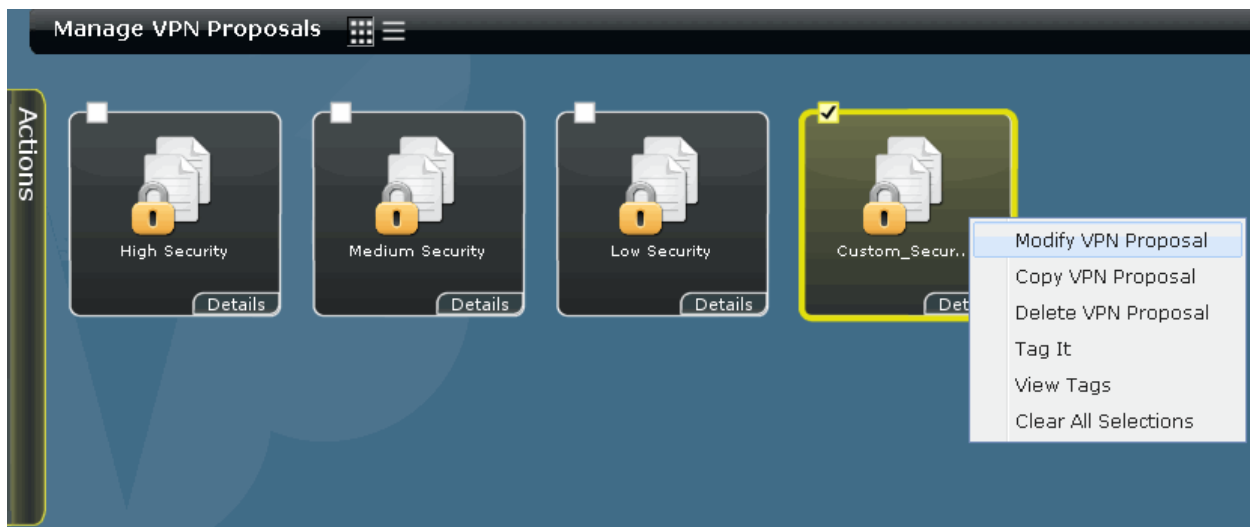 Manage VPN Proposals
Actions
High Security
Details
Medium Security
Details
Low Security
Details
Custom_Secur..
Det
Modify VPN Proposal
Copy VPN Proposal
Delete VPN Proposal
Tag It
View Tags
Clear All Selections